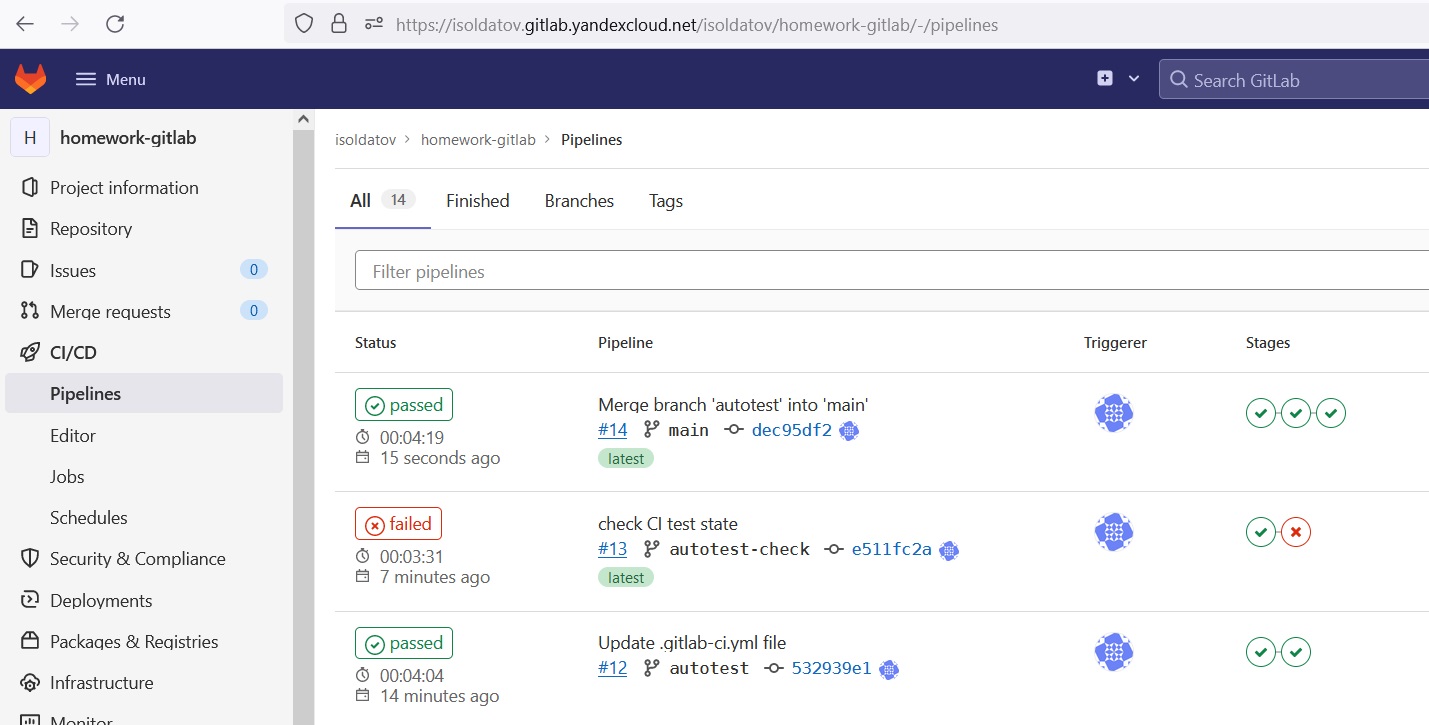 https://isoldatov.gitlab.yandexcloud.net/isoldatov/homework-gitlab/-/pipelines
Menu
Search GitLab
H homework-gitlab
Project information
Repository
Issues 0
Merge requests 0
CI/CD
Pipelines
Editor
Jobs
Schedules
Security & Compliance
Deployments
Packages & Registries
Infrastructure
Monitor
isoldatov > homework-gitlab > Pipelines
All 14 Finished Branches Tags
Filter pipelines
Status Pipeline Triggerer Stages
passed
00:04:19
15 seconds ago
Merge branch 'autotest' into 'main'
#14 main dec95df2
latest
failed
00:03:31
7 minutes ago
check CI test state
#13 autotest-check e511fc2a
latest
passed
00:04:04
14 minutes ago
Update .gitlab-ci.yml file
#12 autotest 532939e1